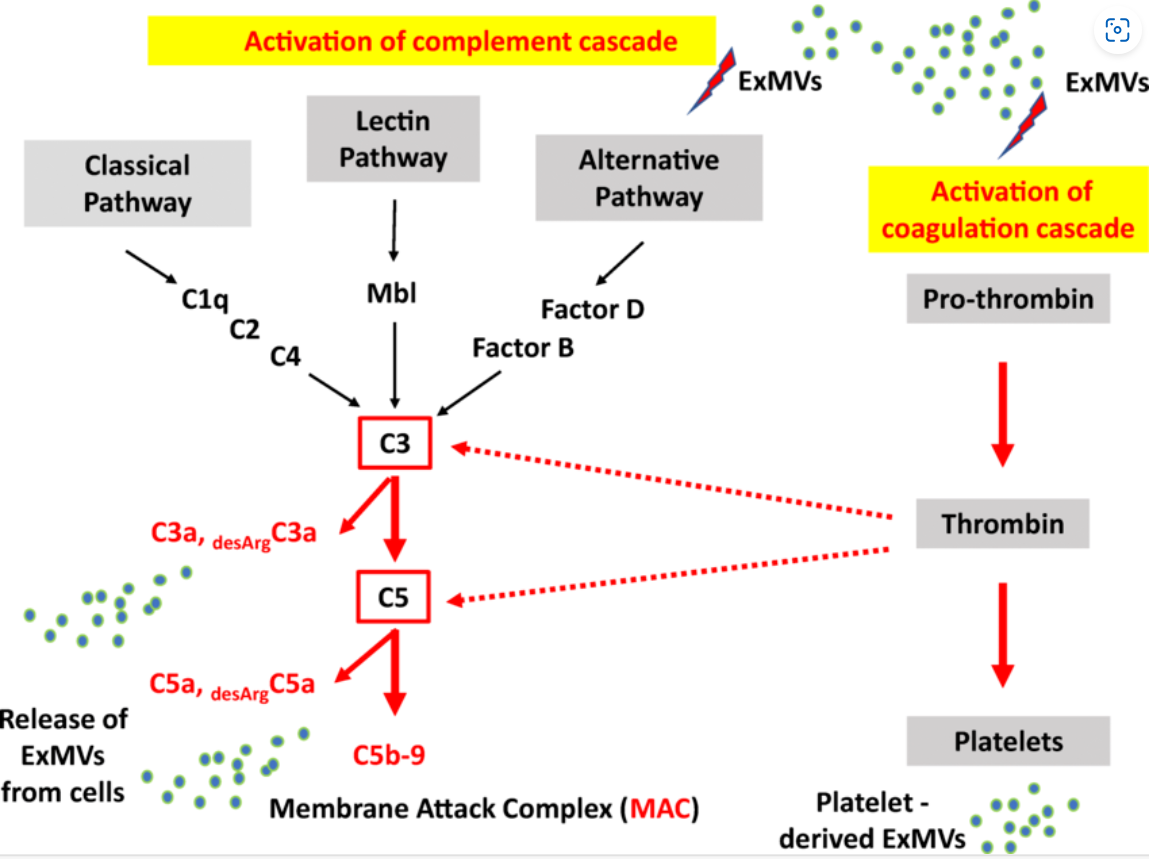 Activation of complement cascade
ExMVs
ExMVs
Lectin
Pathway
Classical
Pathway
Alternative
Pathway
Activation of
coagulation cascade
C1q
C2
C4
Mbl
Factor D
Factor B
Pro-thrombin
C3
C3a, desArgC3a
Thrombin
C5
C5a, desArgC5a
Release of
ExMVs
from cells
C5b-9
Membrane Attack Complex (MAC)
Platelets
Platelet -
derived ExMVs